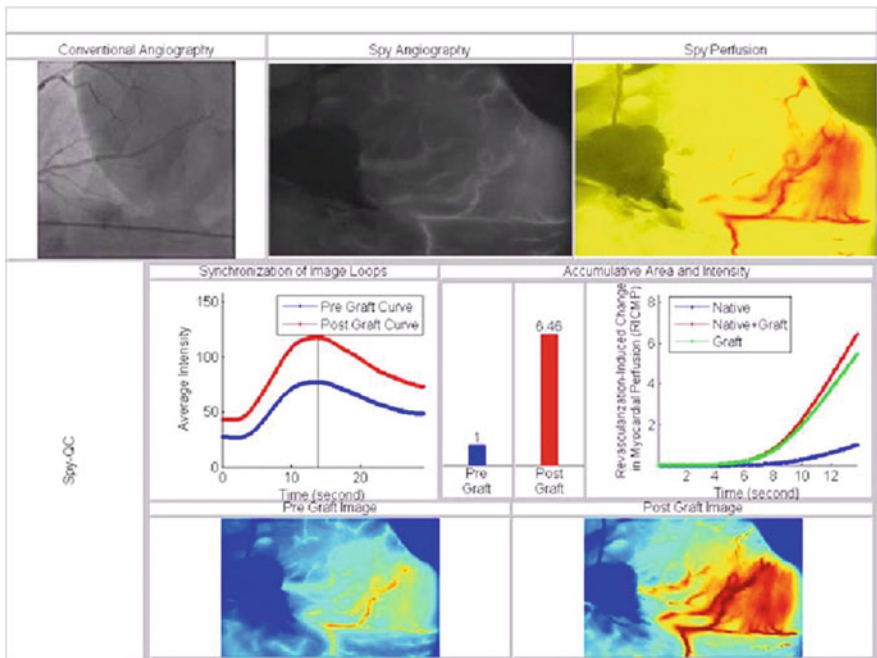 Conventional Angiography
Spy Angiography
Spy Perfusion
Spy-QC
Synchronization of Image Loops
Accumulative Area and Intensity
150
100
50
0
Average Intensity
Pre Graft Curve
Post Graft Curve
0
10
20
Time (second)
1
6.46
Pre
Graft
Post
Graft
Revascularization-Induced Change
in Myocardial Perfusion (RICMP)
8
6
4
2
Native
Native+Graft
Graft
2
4
6
8
10
12
Time (second)
Pre Graft Image
Post Graft Image